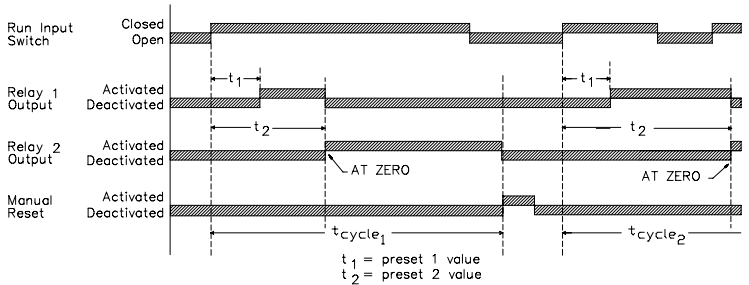 Run Input Switch
Closed
Open
t1
t1
Relay 1 Output
Activated
Deactivated
t2
t2
Relay 2 Output
Activated
Deactivated
AT ZERO
AT ZERO
Manual Reset
Activated
Deactivated
tcycle1
tcycle2
t1 = preset 1 value
t2 = preset 2 value